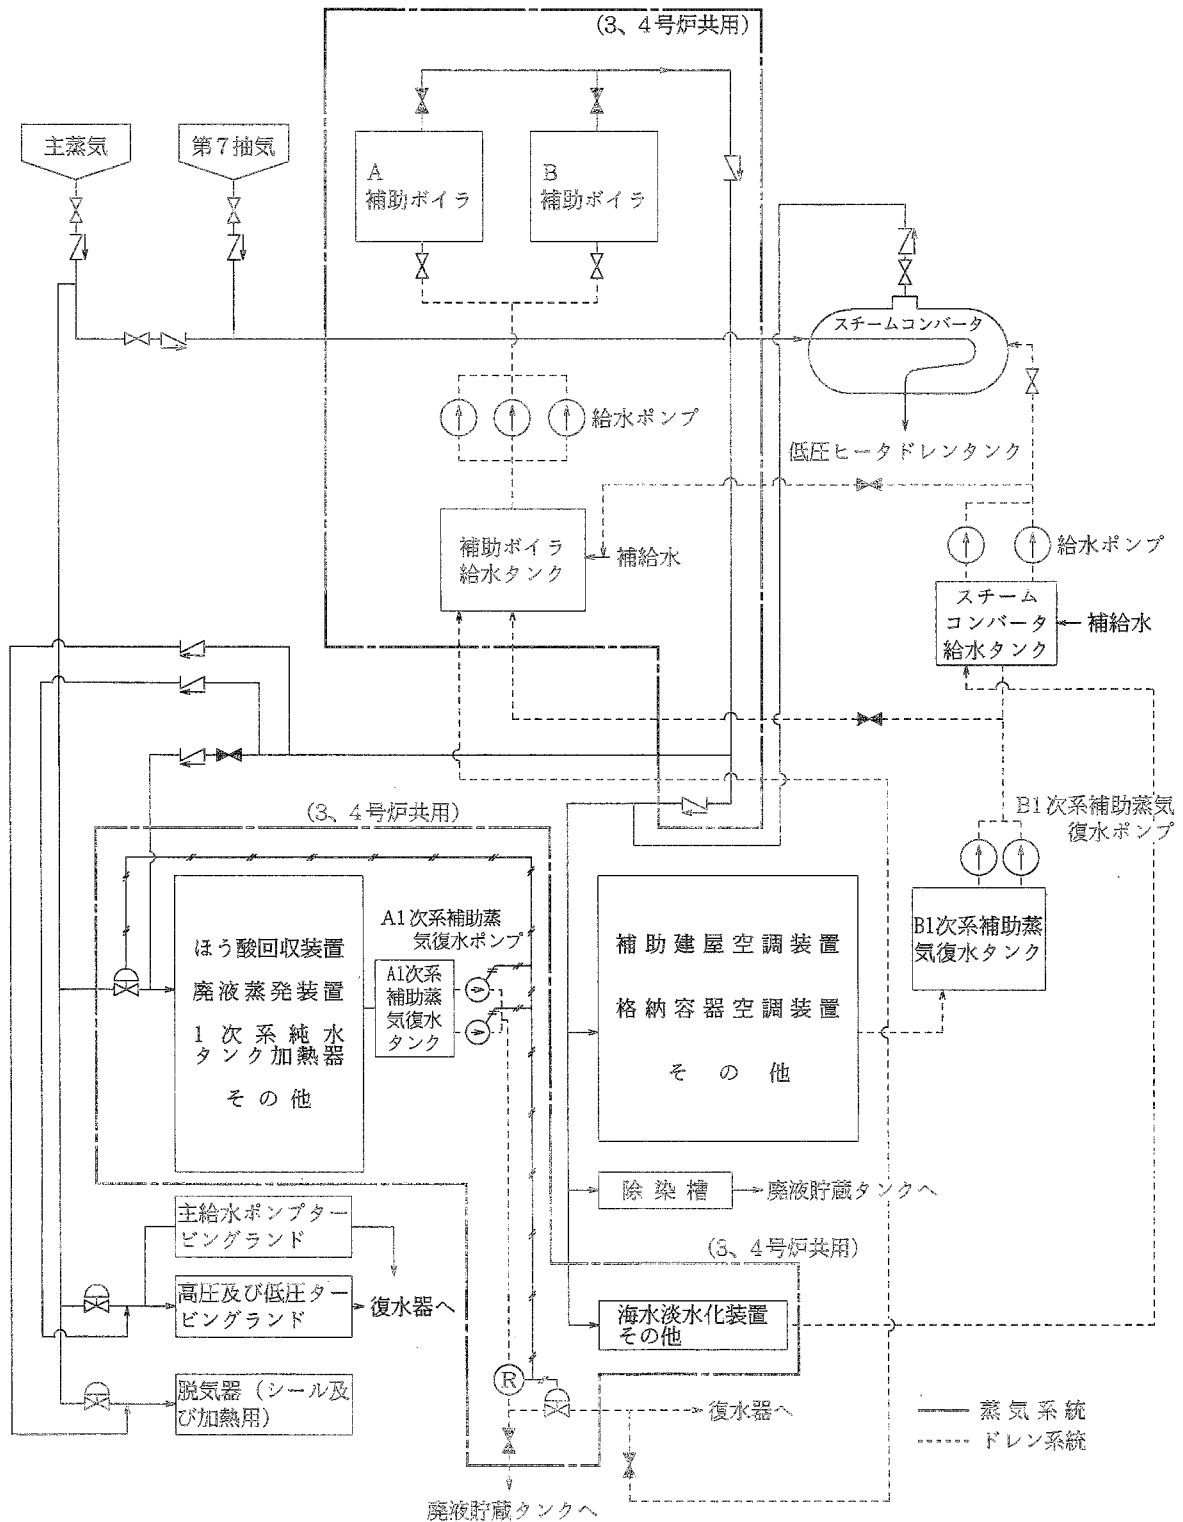 (3、4号炉共用)
主蒸気
第7抽気
A
補助ボイラ
B
補助ボイラ
スチームコンバータ
給水ポンプ
低圧ヒータドレンタンク
補助ボイラ
給水タンク
補給水
給水ポンプ
スチーム
コンバータ
給水タンク
補給水
(3、4号炉共用)
B1次系補助蒸気
復水ポンプ
ほう酸回収装置
廃液蒸発装置
1次系純水
タンク加熱器
その他
A1次系補助蒸
気復水ポンプ
A1次系
補助蒸
気復水
タンク
補助建屋空調装置
格納容器空調装置
その他
B1次系補助蒸
気復水タンク
除染槽
廃液貯蔵タンクへ
主給水ポンプター
ビングランド
高圧及び低圧ター
ビングランド
復水器へ
(3、4号炉共用)
海水淡水化装置
その他
脱気器(シール及
び加熱用)
R
復水器へ
廃液貯蔵タンクへ
蒸気系統
ドレン系統